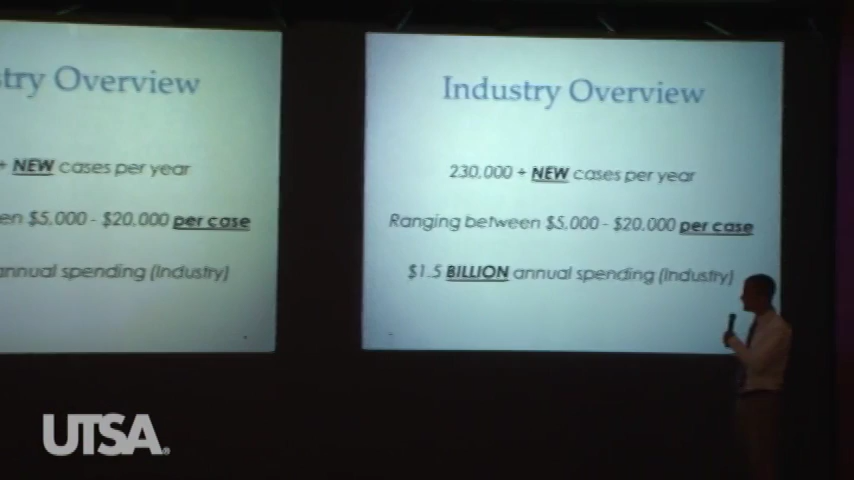 try Overview
+ NEW cases per year
en $5,000 - $20,000 per case
annual spending (Industry)
Industry Overview
230,000 + NEW cases per year
Ranging between $5,000 - $20,000 per case
$1.5 BILLION annual spending (Industry)
UTSA